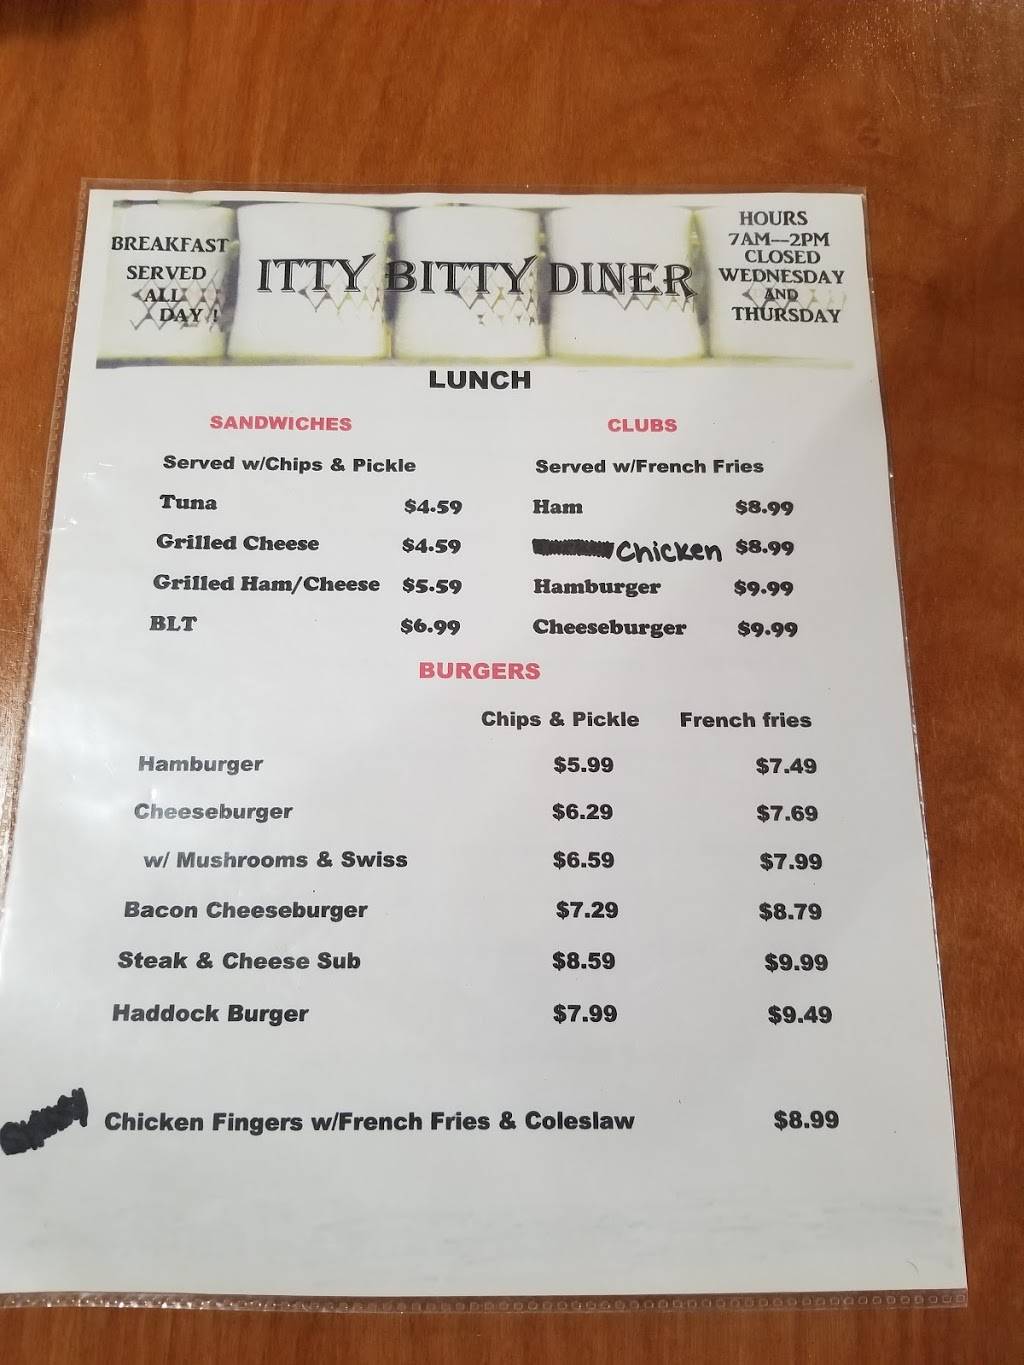 BREAKFAST
SERVED
ALL
DAY !
ITTY BITTY DINER
HOURS
7AM--2PM
CLOSED
WEDNESDAY
AND
THURSDAY
LUNCH
SANDWICHES
Served w/Chips & Pickle
Tuna $4.59
Grilled Cheese $4.59
Grilled Ham/Cheese $5.59
BLT $6.99
CLUBS
Served w/French Fries
Ham $8.99
Chicken $8.99
Hamburger $9.99
Cheeseburger $9.99
BURGERS
Chips & Pickle French fries
Hamburger $5.99 $7.49
Cheeseburger $6.29 $7.69
w/ Mushrooms & Swiss $6.59 $7.99
Bacon Cheeseburger $7.29 $8.79
Steak & Cheese Sub $8.59 $9.99
Haddock Burger $7.99 $9.49
Chicken Fingers w/French Fries & Coleslaw $8.99